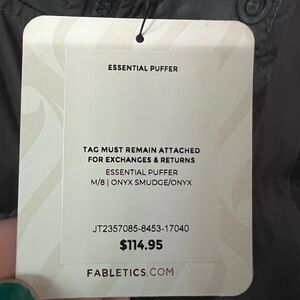 ESSENTIAL PUFFER
TAG MUST REMAIN ATTACHED
FOR EXCHANGES & RETURNS
ESSENTIAL PUFFER
M/8 | ONYX SMUDGE/ONYX
JT2357085-8453-17040
$114.95
FABLETICS.COM